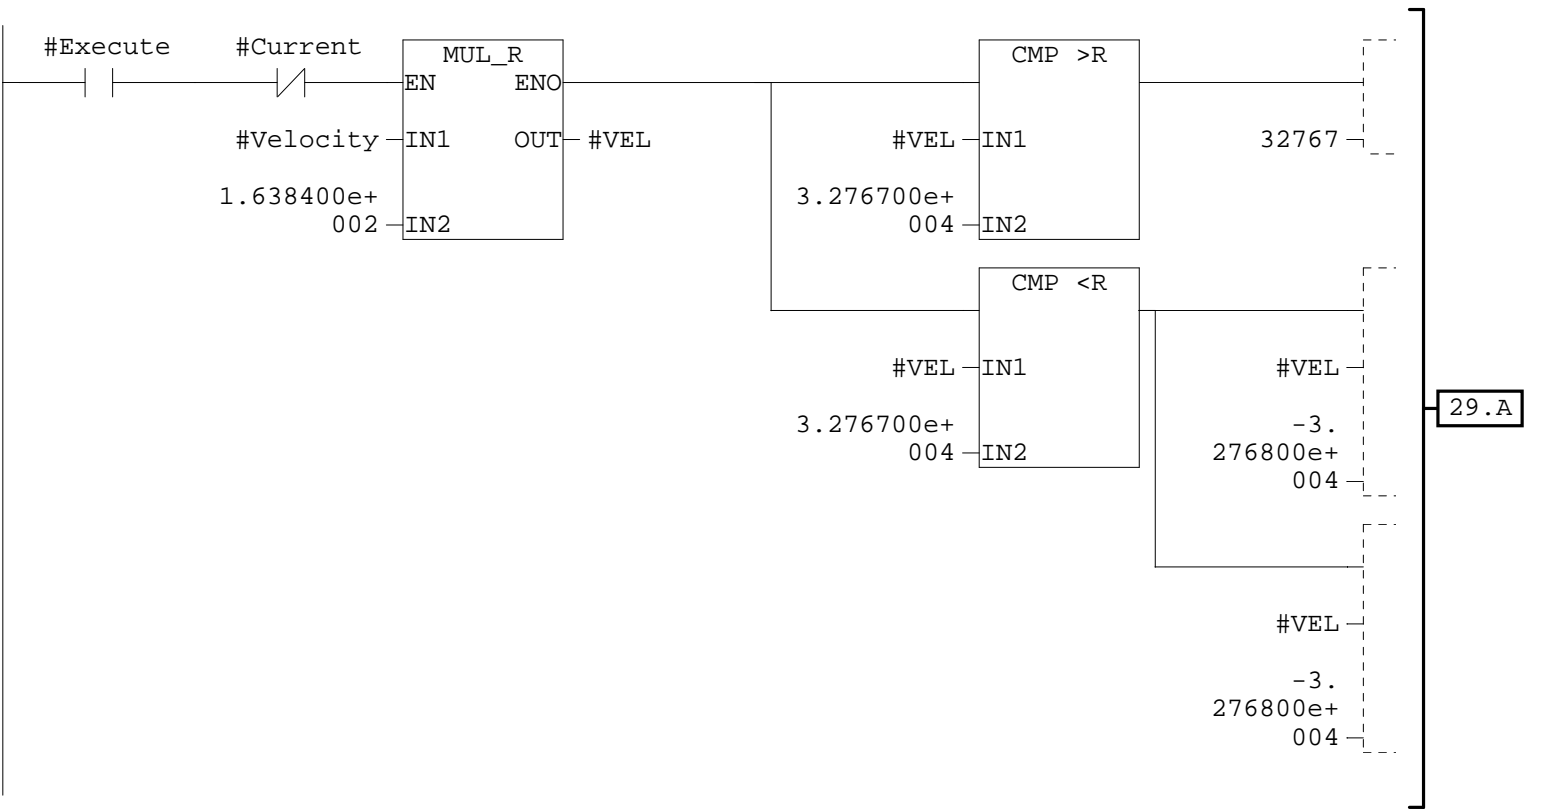 #Execute #Current
MUL_R
EN ENO
#Velocity IN1 OUT #VEL
1.638400e+
002 IN2
CMP >R
#VEL IN1
3.276700e+
004 IN2
32767
CMP <R
#VEL IN1
3.276700e+
004 IN2
#VEL
-3.
276800e+
004
#VEL
-3.
276800e+
004
29.A